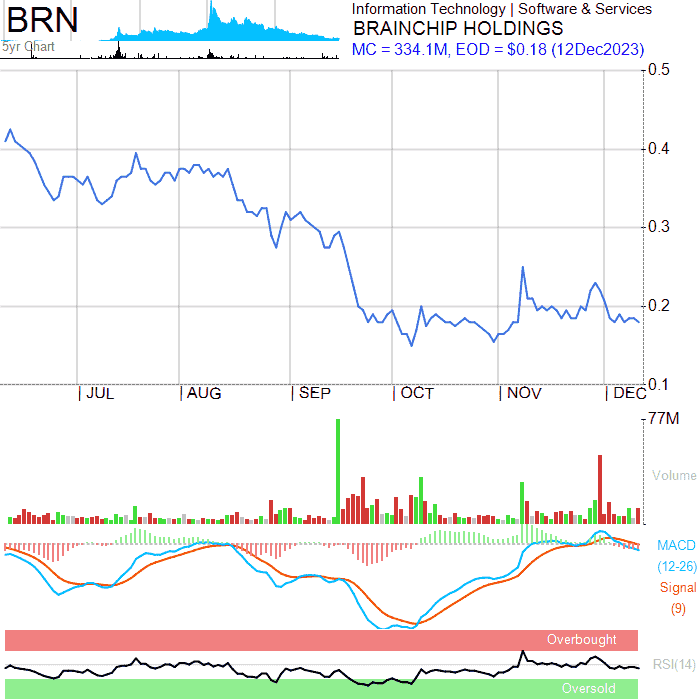 BRN
5yr Chart
Information Technology | Software & Services
BRAINCHIP HOLDINGS
MC = 334.1M, EOD = $0.18 (12Dec2023)
0.5
0.4
0.3
0.2
0.1
JUL
AUG
SEP
OCT
NOV
DEC
77M
Volume
MACD
(12-26)
Signal
(9)
Overbought
RSI(14)
Oversold